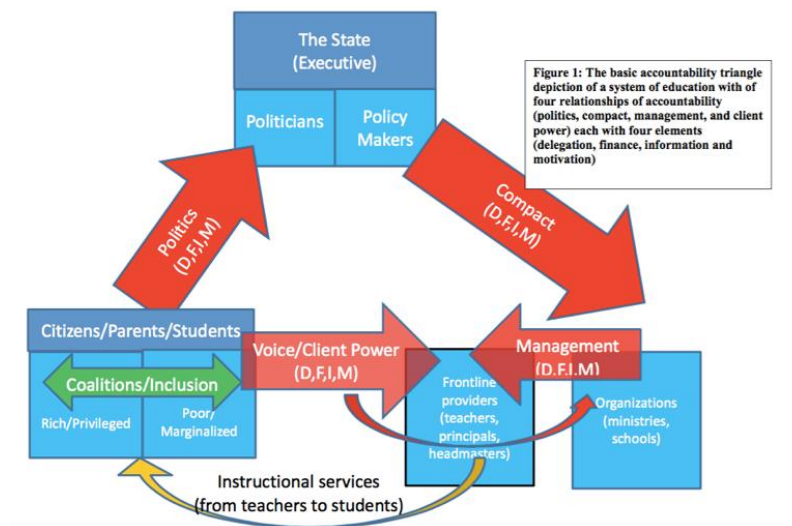 The State
(Executive)
Politicians
Policy
Makers
Figure 1: The basic accountability triangle
depiction of a system of education with of
four relationships of accountability
(politics, compact, management, and client
power) each with four elements
(delegation, finance, information and
motivation)
Politics
(D,F,I,M)
Compact
(D,F,I,M)
Citizens/Parents/Students
Coalitions/Inclusion
Rich/Privileged
Poor/
Marginalized
Voice/Client Power
(D,F,I,M)
Management
(D.F.I.M)
Frontline
providers
(teachers,
principals,
headmasters)
Organizations
(ministries,
schools)
Instructional services
(from teachers to students)